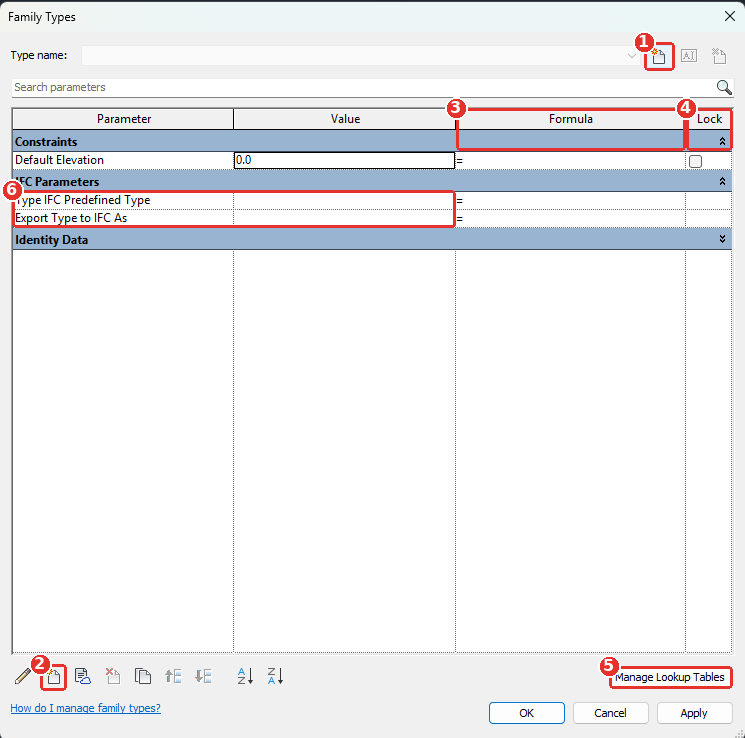 Family Types
Type name:
1
Search parameters
Parameter Value Formula Lock
3
4
Constraints
Default Elevation 0.0 =
IFC Parameters
6
Type IFC Predefined Type =
Export Type to IFC As =
Identity Data
2
5
Manage Lookup Tables
How do I manage family types?
OK Cancel Apply